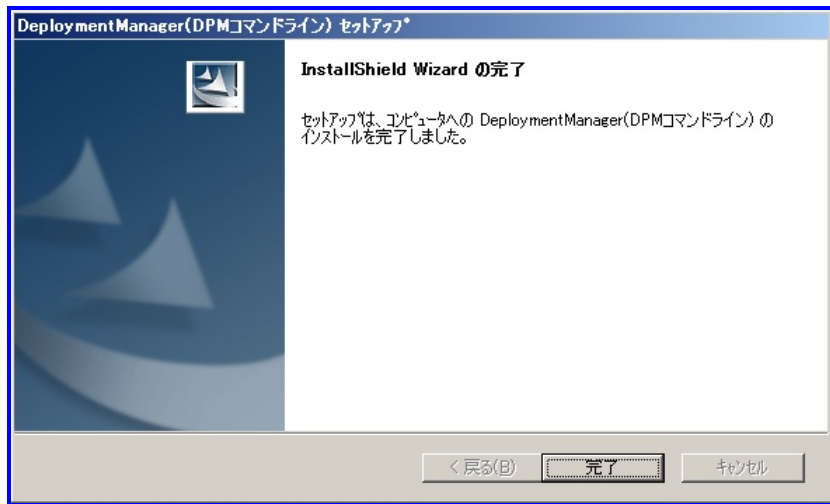 DeploymentManager(DPMコマンドライン) セットアップ
InstallShield Wizard の完了
セットアップは、コンピュータへの DeploymentManager(DPMコマンドライン) の
インストールを完了しました。
< 戻る(B)
完了
キャンセル